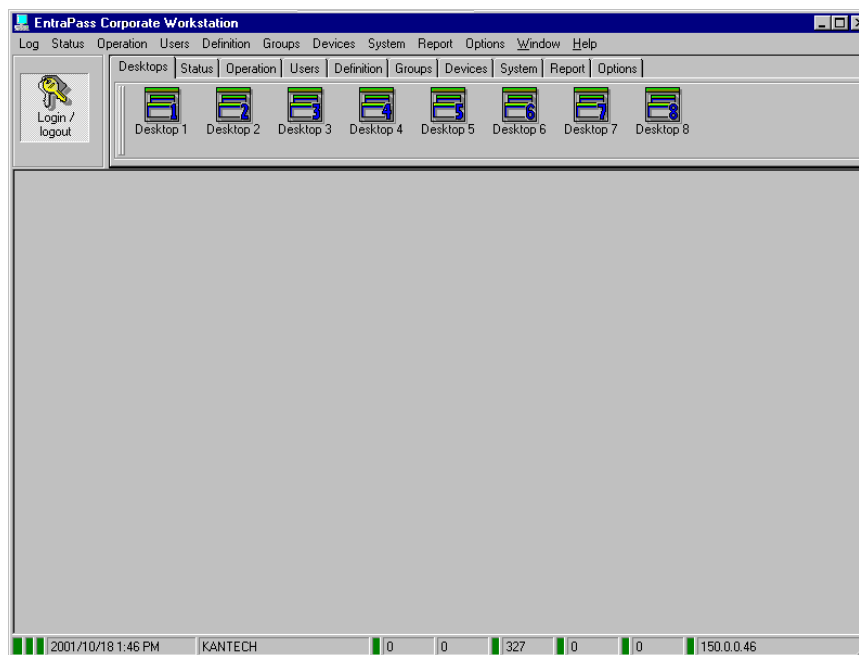 EntraPass Corporate Workstation
Log Status Operation Users Definition Groups Devices System Report Options Window Help
Desktops Status Operation Users Definition Groups Devices System Report Options
Login /
logout
1 2 3 4 5 6 7 8
Desktop 1 Desktop 2 Desktop 3 Desktop 4 Desktop 5 Desktop 6 Desktop 7 Desktop 8
2001/10/18 1:46 PM KANTECH 0 0 327 0 0 150.0.0.46